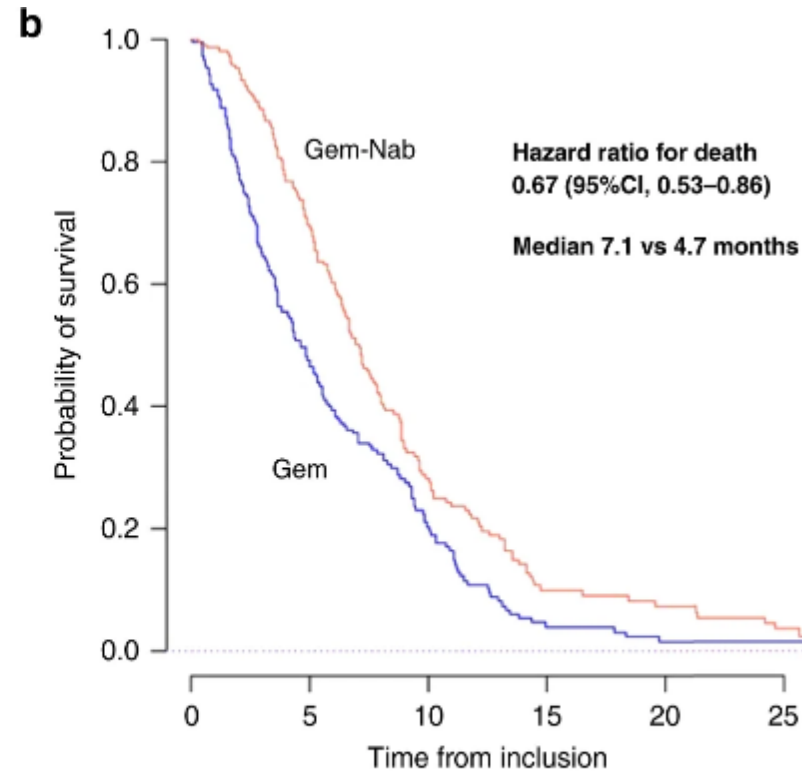 b
1.0
0.8
0.6
0.4
0.2
0.0
Probability of survival
Gem-Nab
Gem
Hazard ratio for death
0.67 (95%CI, 0.53–0.86)
Median 7.1 vs 4.7 months
0 5 10 15 20 25
Time from inclusion